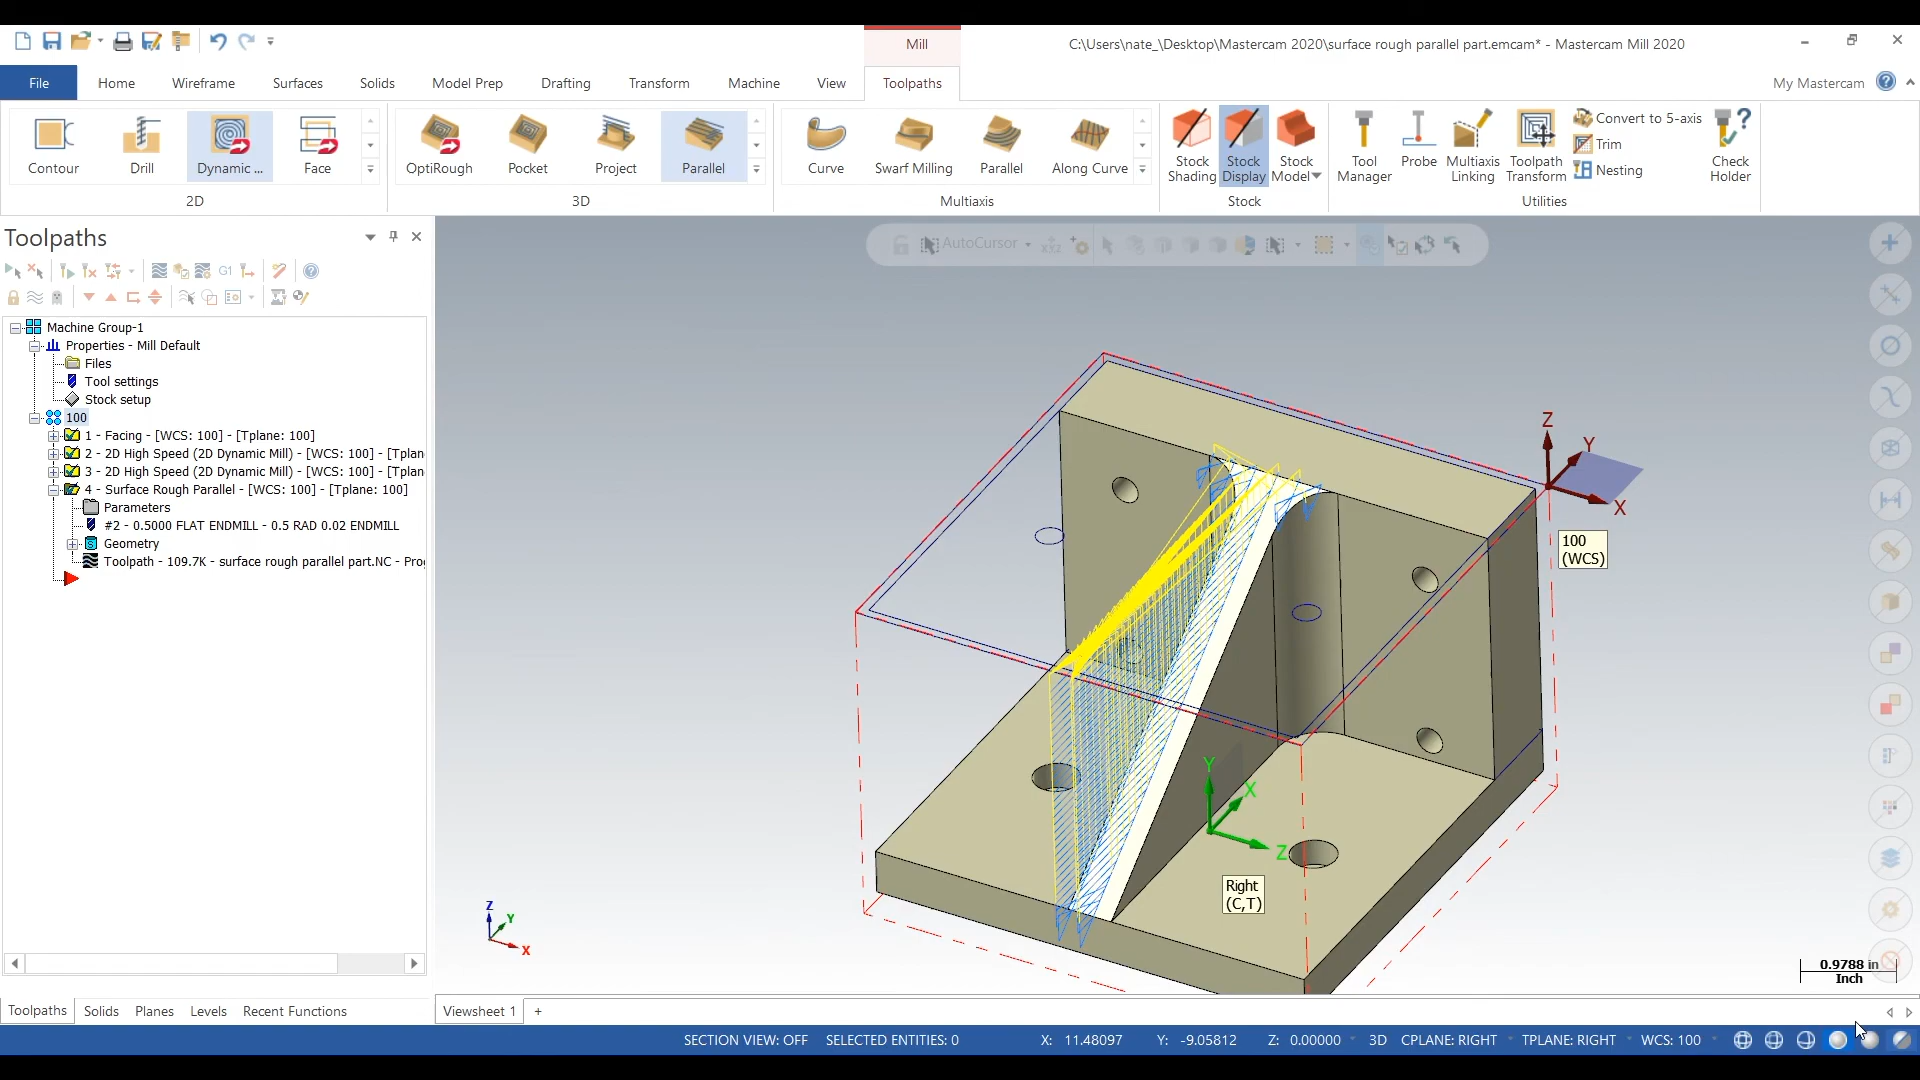 Mill
C:\Users\nate_\Desktop\Mastercam 2020\surface rough parallel part.emcam* - Mastercam Mill 2020
File Home Wireframe Surfaces Solids Model Prep Drafting Transform Machine View Toolpaths My Mastercam
Contour Drill Dynamic ... Face
2D
OptiRough Pocket Project Parallel
3D
Curve Swarf Milling Parallel Along Curve
Multiaxis
Stock Shading
Stock Display
Stock Model
Stock
Tool Manager
Probe
Multiaxis Linking
Toolpath Transform
Convert to 5-axis
Trim
Nesting
Check Holder
Utilities
Toolpaths
AutoCursor
G1
Machine Group-1
Properties - Mill Default
Files
Tool settings
Stock setup
100
1 - Facing - [WCS: 100] - [Tplane: 100]
2 - 2D High Speed (2D Dynamic Mill) - [WCS: 100] - [Tplan
3 - 2D High Speed (2D Dynamic Mill) - [WCS: 100] - [Tplan
4 - Surface Rough Parallel - [WCS: 100] - [Tplane: 100]
Parameters
#2 - 0.5000 FLAT ENDMILL - 0.5 RAD 0.02 ENDMILL
Geometry
Toolpath - 109.7K - surface rough parallel part.NC - Pro
Z
Y
X
100
(WCS)
Y
X
Z
Right
(C,T)
Z
Y
X
0.9788 in
Inch
Toolpaths Solids Planes Levels Recent Functions
Viewsheet 1 +
SECTION VIEW: OFF SELECTED ENTITIES: 0 X: 11.48097 Y: -9.05812 Z: 0.00000 3D CPLANE: RIGHT TPLANE: RIGHT WCS: 100